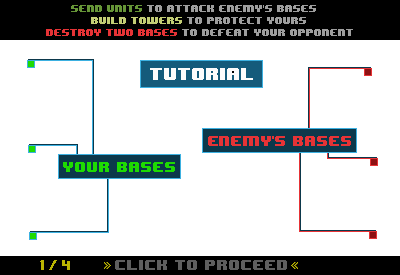 SEND UNITS TO ATTACK ENEMY'S BASES
BUILD TOWERS TO PROTECT YOURS
DESTROY TWO BASES TO DEFEAT YOUR OPPONENT
TUTORIAL
ENEMY'S BASES
YOUR BASES
1/4 »CLICK TO PROCEED«